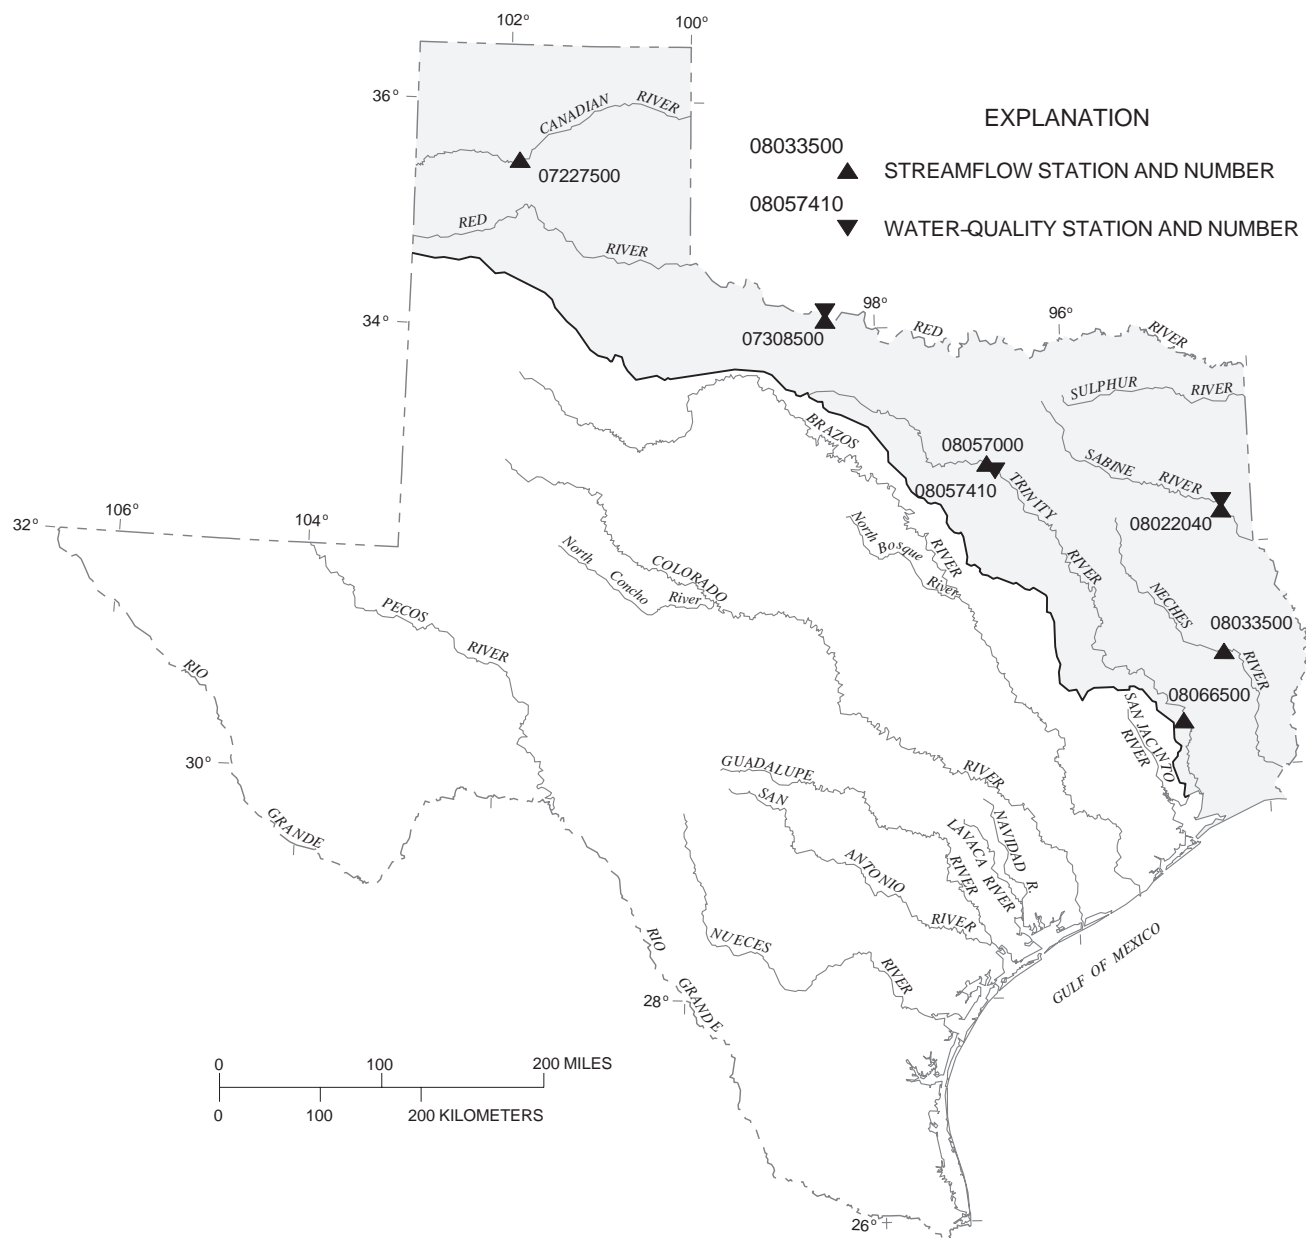 102°
100°
36°
CANADIAN RIVER
07227500
EXPLANATION
08033500
STREAMFLOW STATION AND NUMBER
08057410
WATER-QUALITY STATION AND NUMBER
RED RIVER
34°
07308500
98°
96°
RED RIVER
SULPHUR RIVER
BRAZOS RIVER
08057000
08057410
TRINITY RIVER
SABINE RIVER
08022040
32°
106°
104°
North Bosque River
COLORADO RIVER
North Concho River
PECOS RIVER
NECHES RIVER
08033500
08066500
SAN JACINTO RIVER
RIO GRANDE
30°
GUADALUPE RIVER
SAN ANTONIO RIVER
LAVACA RIVER
NAVIDAD R.
NUECES RIVER
RIO GRANDE
GULF OF MEXICO
28°
0 100 200 MILES
0 100 200 KILOMETERS
26°